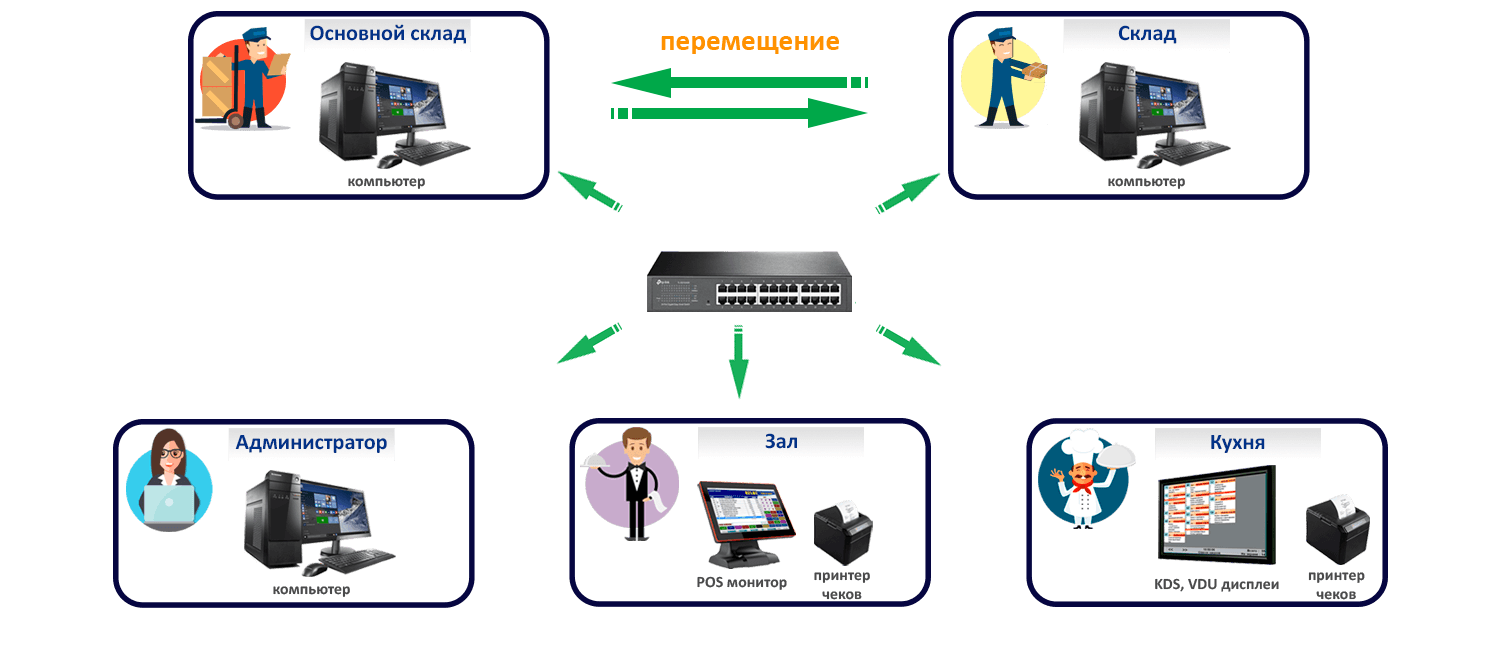 Основной склад
перемещение
Склад
компьютер
компьютер
Администратор
Зал
Кухня
компьютер
POS монитор
принтер
чеков
KDS, VDU дисплеи
принтер
чеков